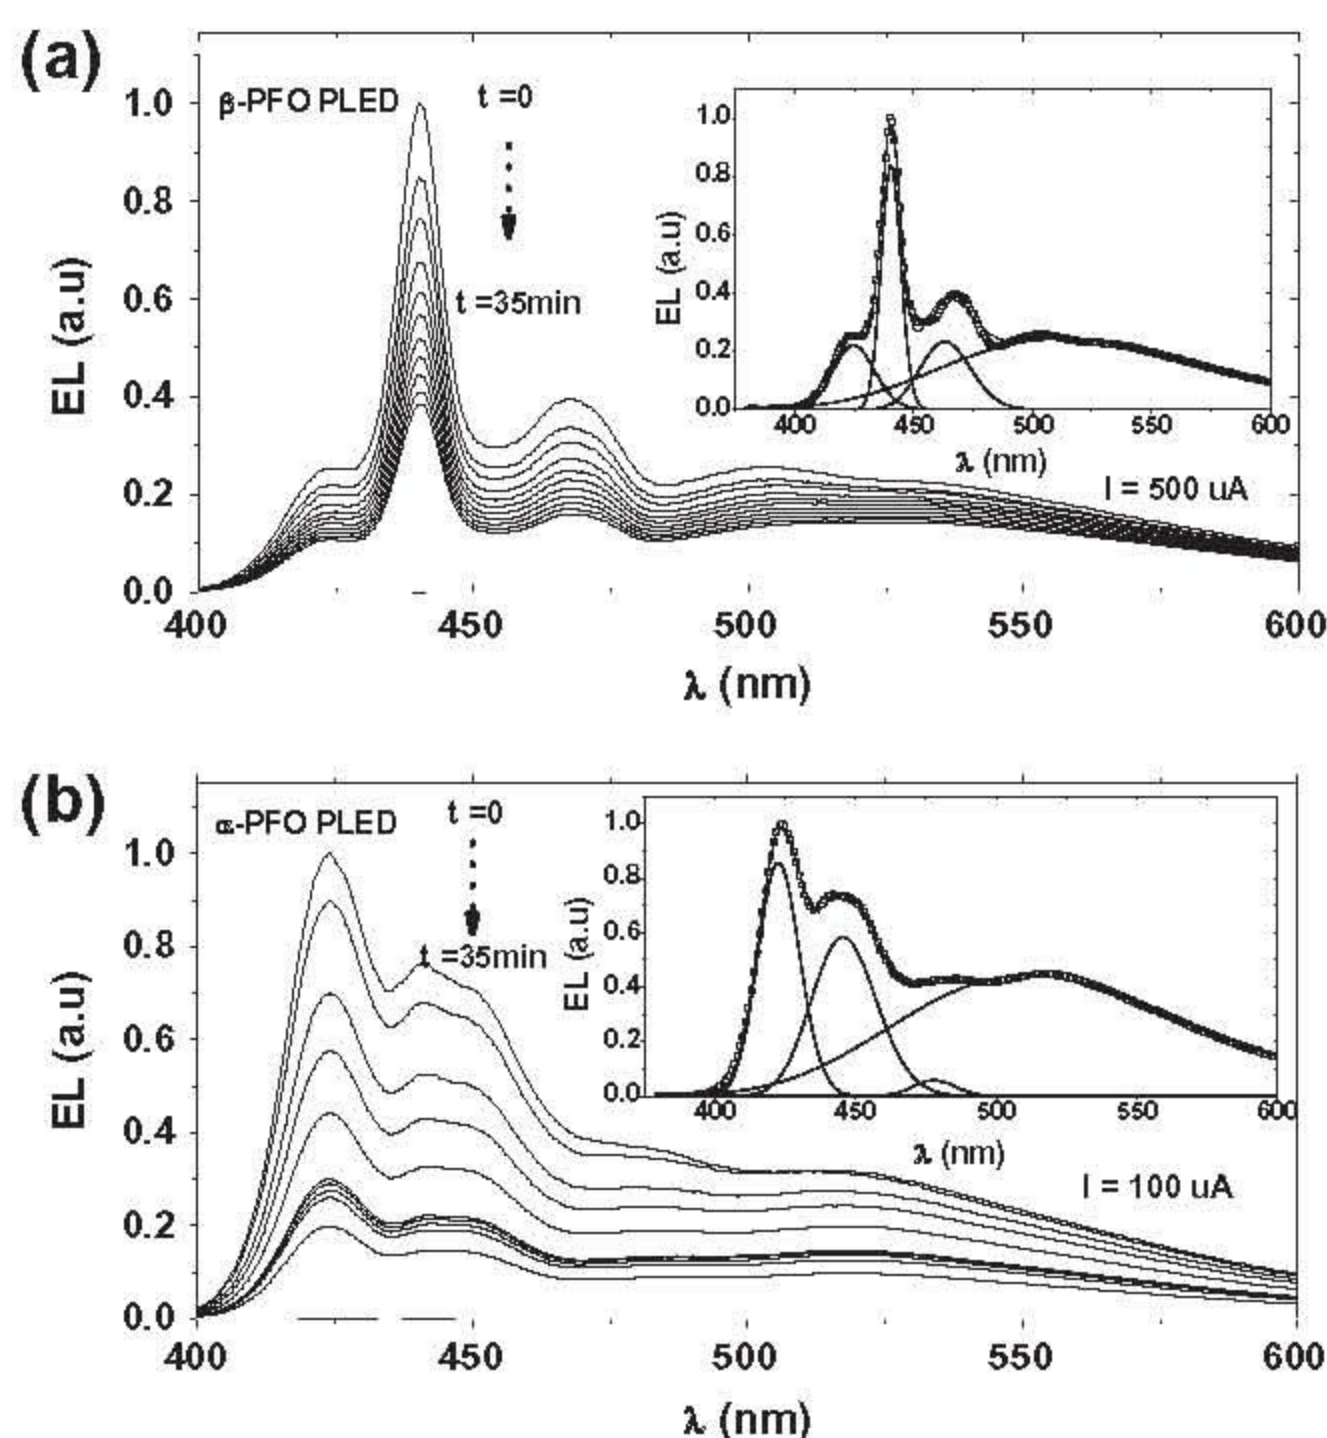 (a)
β-PFO PLED
t =0
t =35min
I = 500 uA
EL (a.u)
1.0
0.8
0.6
0.4
0.2
0.0
400 450 500 550 600
λ (nm)
EL (a.u)
1.0
0.8
0.6
0.4
0.2
0.0
400 450 500 550 600
λ (nm)
(b)
α-PFO PLED
t =0
t =35min
I = 100 uA
EL (a.u)
1.0
0.8
0.6
0.4
0.2
0.0
400 450 500 550 600
λ (nm)
EL (a.u)
1.0
0.8
0.6
0.4
0.2
0.0
400 450 500 550 600
λ (nm)